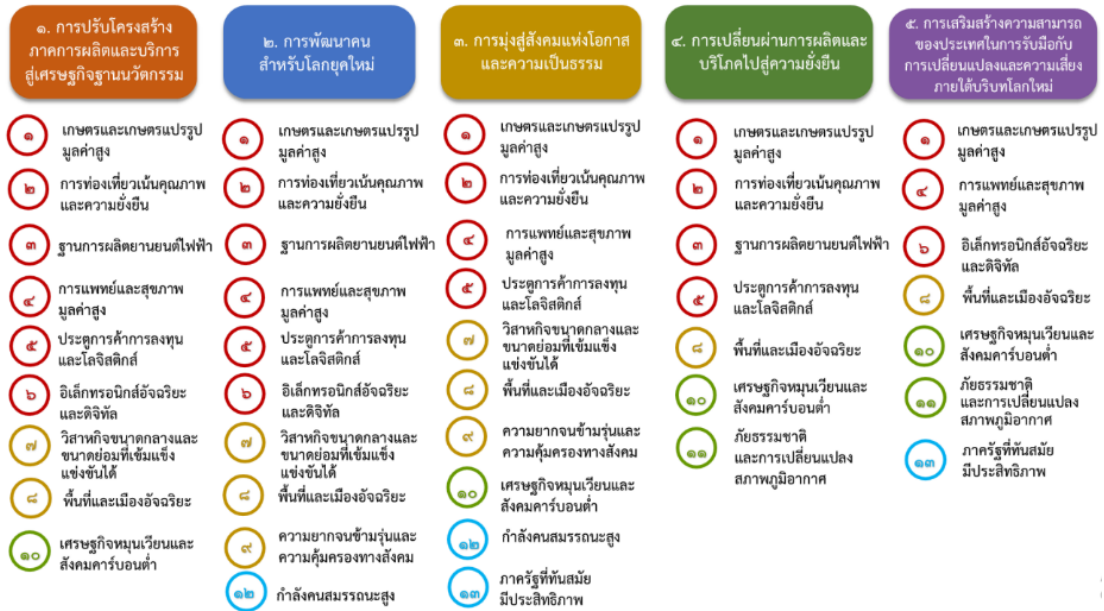 ๑. การปรับโครงสร้าง
ภาคการผลิตและบริการ
สู่เศรษฐกิจฐานนวัตกรรม
๑
เกษตรและเกษตรแปรรูป
มูลค่าสูง
๒
การท่องเที่ยวเน้นคุณภาพ
และความยั่งยืน
๓
ฐานการผลิตยานยนต์ไฟฟ้า
๔
การแพทย์และสุขภาพ
มูลค่าสูง
๕
ประตูการค้าการลงทุน
และโลจิสติกส์
๖
อิเล็กทรอนิกส์อัจฉริยะ
และดิจิทัล
๗
วิสาหกิจขนาดกลางและ
ขนาดย่อมที่เข้มแข็ง
แข่งขันได้
๘
พื้นที่และเมืองอัจฉริยะ
๑๐
เศรษฐกิจหมุนเวียนและ
สังคมคาร์บอนต่ำ
๒. การพัฒนาคน
สำหรับโลกยุคใหม่
๑
เกษตรและเกษตรแปรรูป
มูลค่าสูง
๒
การท่องเที่ยวเน้นคุณภาพ
และความยั่งยืน
๓
ฐานการผลิตยานยนต์ไฟฟ้า
๔
การแพทย์และสุขภาพ
มูลค่าสูง
๕
ประตูการค้าการลงทุน
และโลจิสติกส์
๖
อิเล็กทรอนิกส์อัจฉริยะ
และดิจิทัล
๗
วิสาหกิจขนาดกลางและ
ขนาดย่อมที่เข้มแข็ง
แข่งขันได้
๘
พื้นที่และเมืองอัจฉริยะ
๙
ความยากจนข้ามรุ่นและ
ความคุ้มครองทางสังคม
๑๒
กำลังคนสมรรถนะสูง
๓. การมุ่งสู่สังคมแห่งโอกาส
และความเป็นธรรม
๑
เกษตรและเกษตรแปรรูป
มูลค่าสูง
๒
การท่องเที่ยวเน้นคุณภาพ
และความยั่งยืน
๔
การแพทย์และสุขภาพ
มูลค่าสูง
๕
ประตูการค้าการลงทุน
และโลจิสติกส์
๗
วิสาหกิจขนาดกลางและ
ขนาดย่อมที่เข้มแข็ง
แข่งขันได้
๘
พื้นที่และเมืองอัจฉริยะ
๙
ความยากจนข้ามรุ่นและ
ความคุ้มครองทางสังคม
๑๐
เศรษฐกิจหมุนเวียนและ
สังคมคาร์บอนต่ำ
๑๒
กำลังคนสมรรถนะสูง
๑๓
ภาครัฐที่ทันสมัย
มีประสิทธิภาพ
๔. การเปลี่ยนผ่านการผลิตและ
บริโภคไปสู่ความยั่งยืน
๑
เกษตรและเกษตรแปรรูป
มูลค่าสูง
๒
การท่องเที่ยวเน้นคุณภาพ
และความยั่งยืน
๓
ฐานการผลิตยานยนต์ไฟฟ้า
๕
ประตูการค้าการลงทุน
และโลจิสติกส์
๘
พื้นที่และเมืองอัจฉริยะ
๑๐
เศรษฐกิจหมุนเวียนและ
สังคมคาร์บอนต่ำ
๑๑
ภัยธรรมชาติ
และการเปลี่ยนแปลง
สภาพภูมิอากาศ
๕. การเสริมสร้างความสามารถ
ของประเทศในการรับมือกับ
การเปลี่ยนแปลงและความเสี่ยง
ภายใต้บริบทโลกใหม่
๑
เกษตรและเกษตรแปรรูป
มูลค่าสูง
๔
การแพทย์และสุขภาพ
มูลค่าสูง
๖
อิเล็กทรอนิกส์อัจฉริยะ
และดิจิทัล
๘
พื้นที่และเมืองอัจฉริยะ
๑๐
เศรษฐกิจหมุนเวียนและ
สังคมคาร์บอนต่ำ
๑๑
ภัยธรรมชาติ
และการเปลี่ยนแปลง
สภาพภูมิอากาศ
๑๓
ภาครัฐที่ทันสมัย
มีประสิทธิภาพ